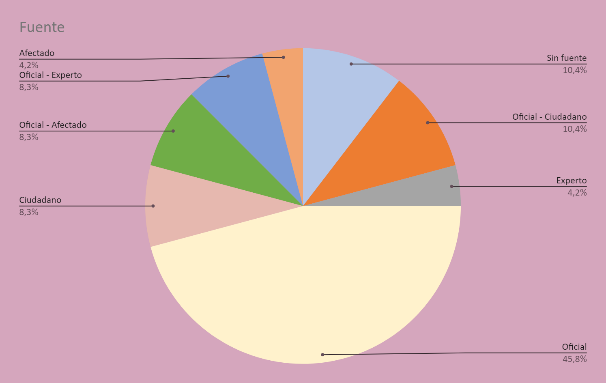 Fuente
Afectado
4,2%
Oficial - Experto
8,3%
Oficial - Afectado
8,3%
Ciudadano
8,3%
Sin fuente
10,4%
Oficial - Ciudadano
10,4%
Experto
4,2%
Oficial
45,8%